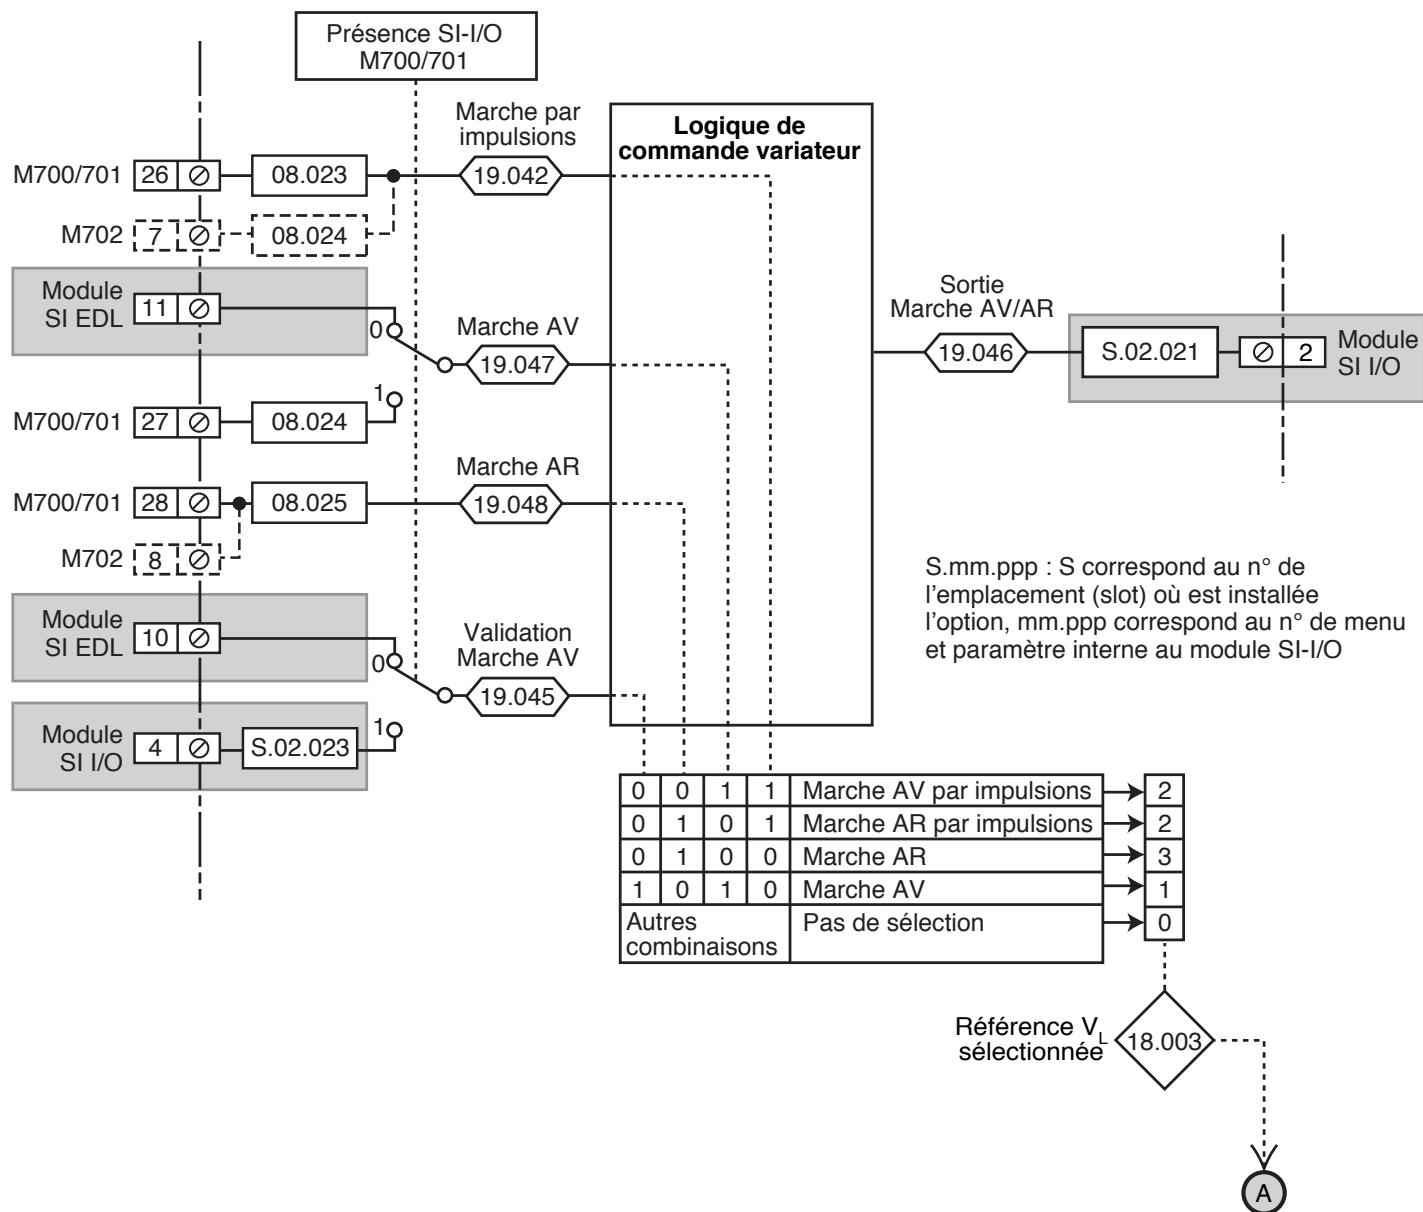 Présence SI-I/O
M700/701
Marche par
impulsions
Logique de
commande variateur
M700/701 26 08.023 19.042
M702 7 08.024
Module
SI EDL
11
0
Marche AV
19.047
Sortie
Marche AV/AR
19.046
S.02.021
2
Module
SI I/O
M700/701 27 08.024 1
Marche AR
M700/701 28 08.025 19.048
M702 8
S.mm.ppp : S correspond au n° de
l'emplacement (slot) où est installée
l'option, mm.ppp correspond au n° de menu
et paramètre interne au module SI-I/O
Module
SI EDL
10
0
Validation
Marche AV
19.045
Module
SI I/O
4 S.02.023 1
0 0 1 1 Marche AV par impulsions 2
0 1 0 1 Marche AR par impulsions 2
0 1 0 0 Marche AR 3
1 0 1 0 Marche AV 1
Autres
combinaisons
Pas de sélection 0
Référence VL
sélectionnée
18.003
A